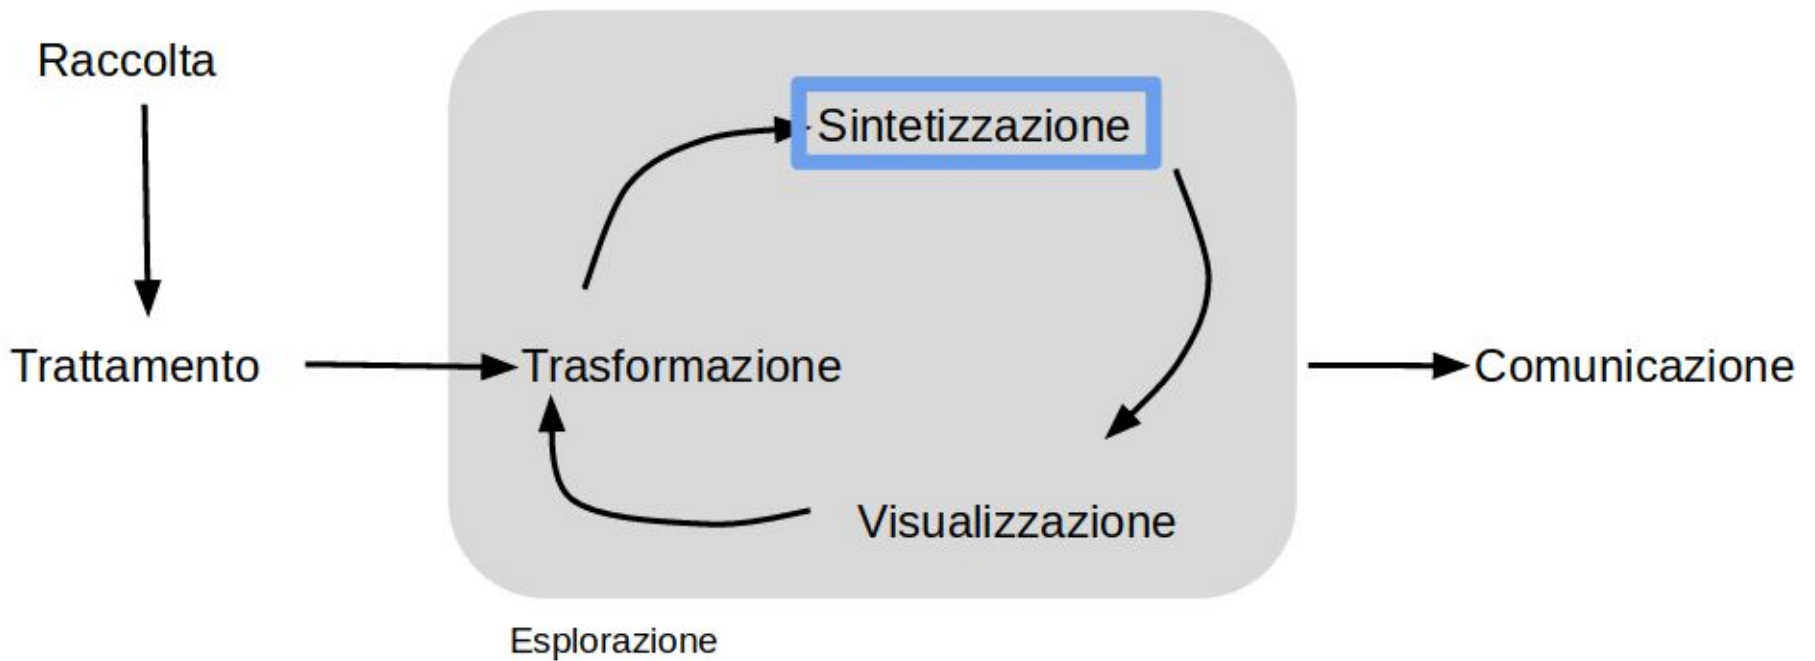 Raccolta
Sintetizzazione
Trattamento
Trasformazione
Comunicazione
Visualizzazione
Esplorazione